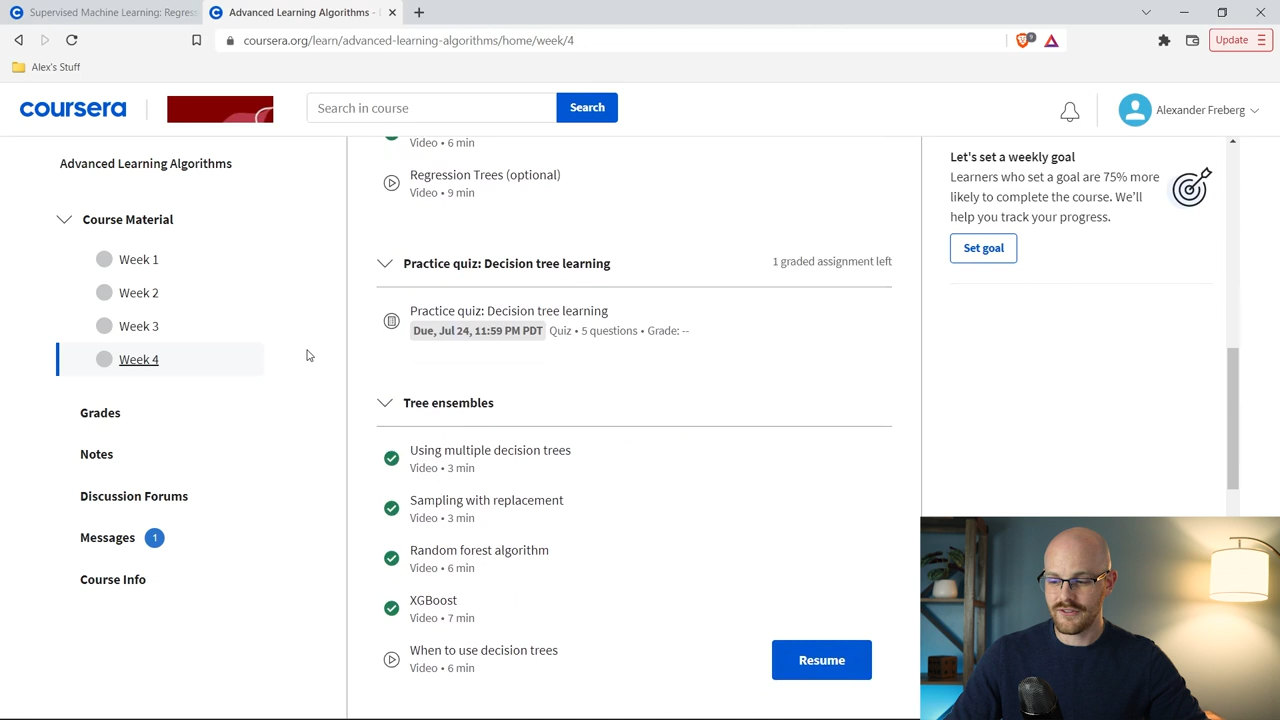 Supervised Machine Learning: Regres
Advanced Learning Algorithms -
coursera.org/learn/advanced-learning-algorithms/home/week/4
9
Update
Alex's Stuff
coursera
Search in course
Search
Alexander Freberg
Advanced Learning Algorithms
Course Material
Week 1
Week 2
Week 3
Week 4
Grades
Notes
Discussion Forums
Messages 1
Course Info
Video • 6 min
Regression Trees (optional)
Video • 9 min
Practice quiz: Decision tree learning
1 graded assignment left
Practice quiz: Decision tree learning
Due, Jul 24, 11:59 PM PDT Quiz • 5 questions • Grade: --
Tree ensembles
Using multiple decision trees
Video • 3 min
Sampling with replacement
Video • 3 min
Random forest algorithm
Video • 6 min
XGBoost
Video • 7 min
When to use decision trees
Video • 6 min
Resume
Let's set a weekly goal
Learners who set a goal are 75% more
likely to complete the course. We'll
help you track your progress.
Set goal